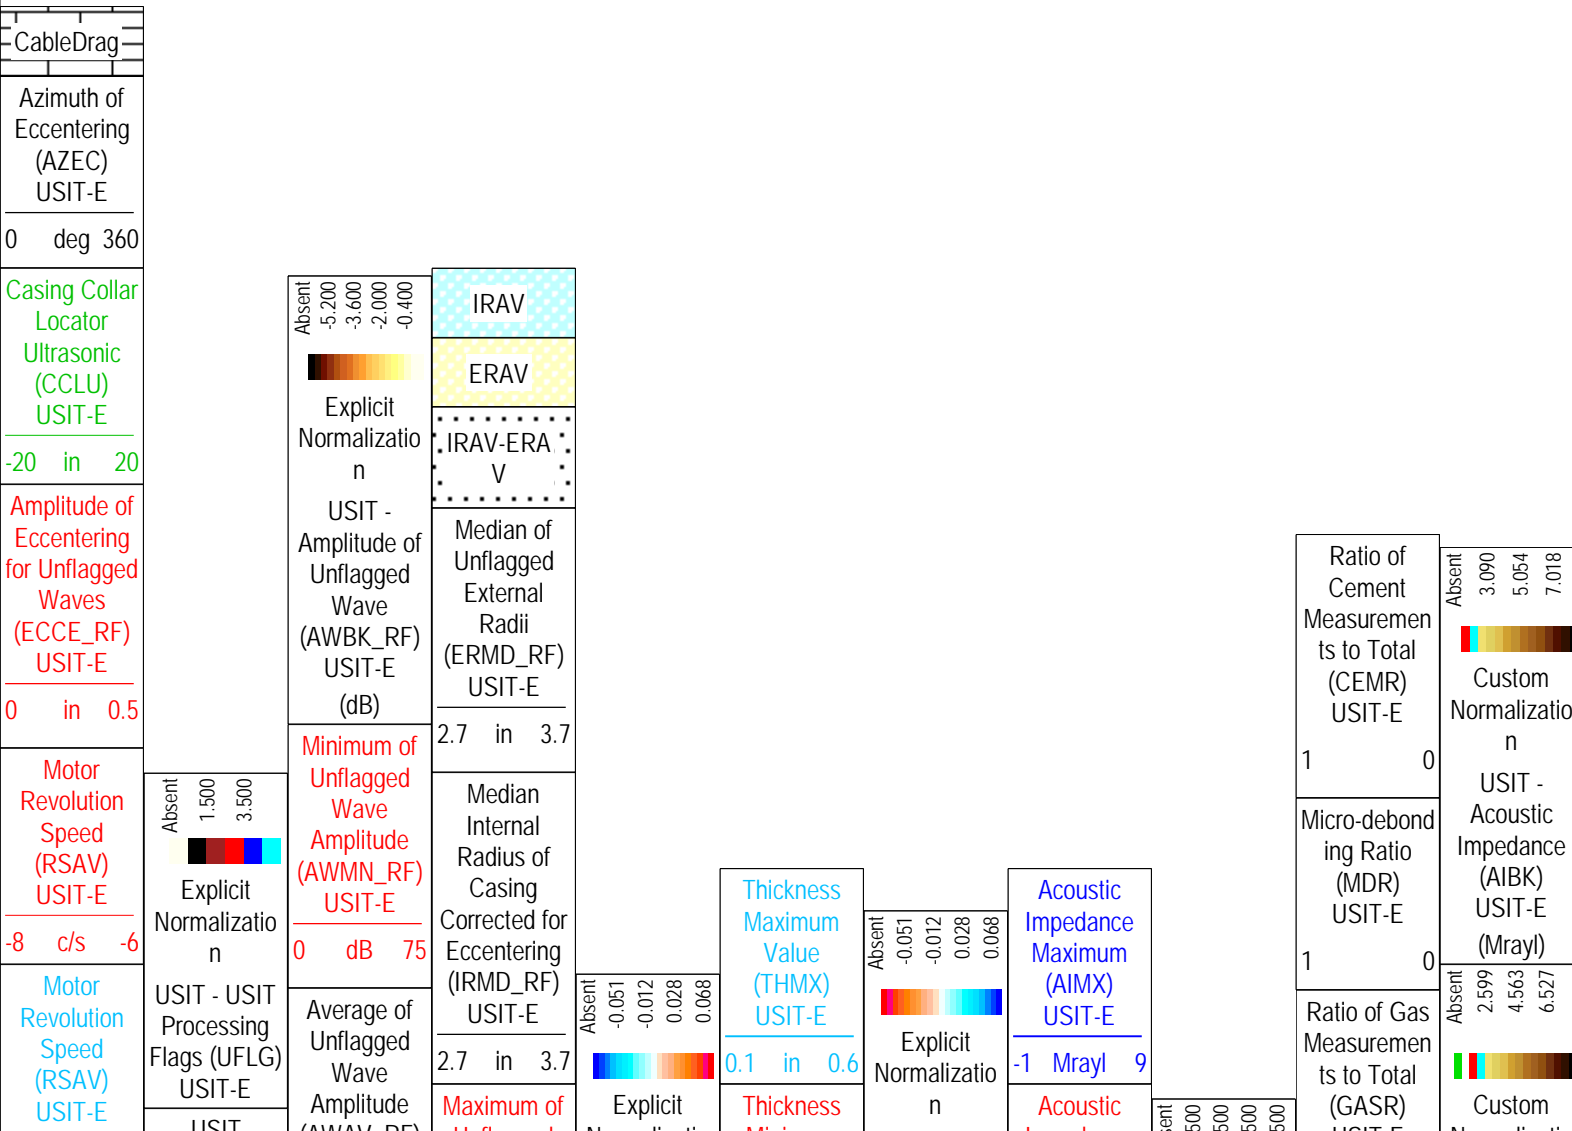 CableDrag
Azimuth of
Eccentering
(AZEC)
USIT-E
0 deg 360
Casing Collar
Locator
Ultrasonic
(CCLU)
USIT-E
-20 in 20
Amplitude of
Eccentering
for Unflagged
Waves
(ECCE_RF)
USIT-E
0 in 0.5
Motor
Revolution
Speed
(RSAV)
USIT-E
-8 c/s -6
Motor
Revolution
Speed
(RSAV)
USIT-E
Absent
1.500
3.500
Explicit
Normalizatio
n
USIT - USIT
Processing
Flags (UFLG)
USIT-E
USIT
Absent
-5.200
-3.600
-2.000
-0.400
Explicit
Normalizatio
n
USIT -
Amplitude of
Unflagged
Wave
(AWBK_RF)
USIT-E
(dB)
Minimum of
Unflagged
Wave
Amplitude
(AWMN_RF)
USIT-E
0 dB 75
Average of
Unflagged
Wave
Amplitude
(AWAV_RF)
IRAV
ERAV
IRAV-ERA
V
Median of
Unflagged
External
Radii
(ERMD_RF)
USIT-E
2.7 in 3.7
Median
Internal
Radius of
Casing
Corrected for
Eccentering
(IRMD_RF)
USIT-E
2.7 in 3.7
Maximum of
Absent
-0.051
-0.012
0.028
0.068
Explicit
Thickness
Maximum
Value
(THMX)
USIT-E
0.1 in 0.6
Thickness
Absent
-0.051
-0.012
0.028
0.068
Explicit
Normalizatio
n
Acoustic
Impedance
Maximum
(AIMX)
USIT-E
-1 Mrayl 9
Acoustic
Ratio of
Cement
Measuremen
ts to Total
(CEMR)
USIT-E
1 0
Micro-debond
ing Ratio
(MDR)
USIT-E
1 0
Ratio of Gas
Measuremen
ts to Total
(GASR)
USIT-E
Absent
3.090
5.054
7.018
Custom
Normalizatio
n
USIT -
Acoustic
Impedance
(AIBK)
USIT-E
(Mrayl)
Absent
2.599
4.563
6.527
Custom